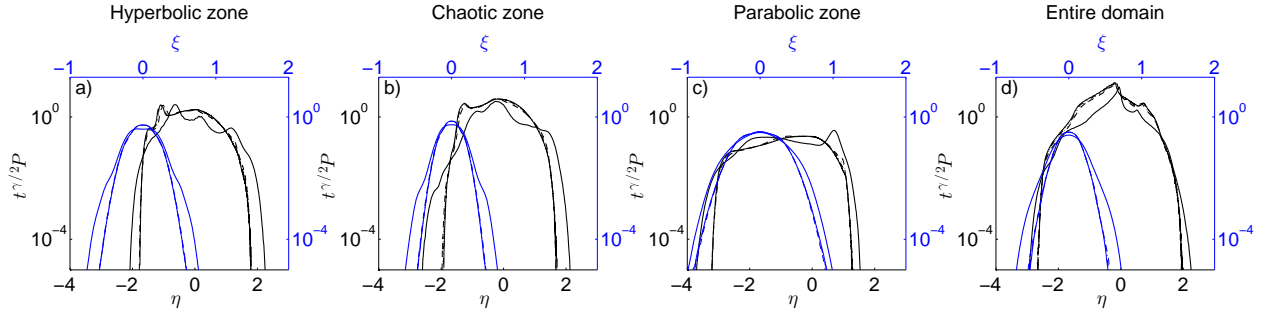 Hyperbolic zone Chaotic zone Parabolic zone Entire domain
ξ ξ ξ ξ
−1 0 1 2 −1 0 1 2 −1 0 1 2 −1 0 1 2
a) b) c) d)
10^0 10^0 10^0 10^0 10^0 10^0 10^0 10^0
t^{γ/2}P t^{γ/2}P t^{γ/2}P t^{γ/2}P
10^{−4} 10^{−4} 10^{−4} 10^{−4} 10^{−4} 10^{−4} 10^{−4} 10^{−4}
−4 −2 0 2 −4 −2 0 2 −4 −2 0 2 −4 −2 0 2
η η η η